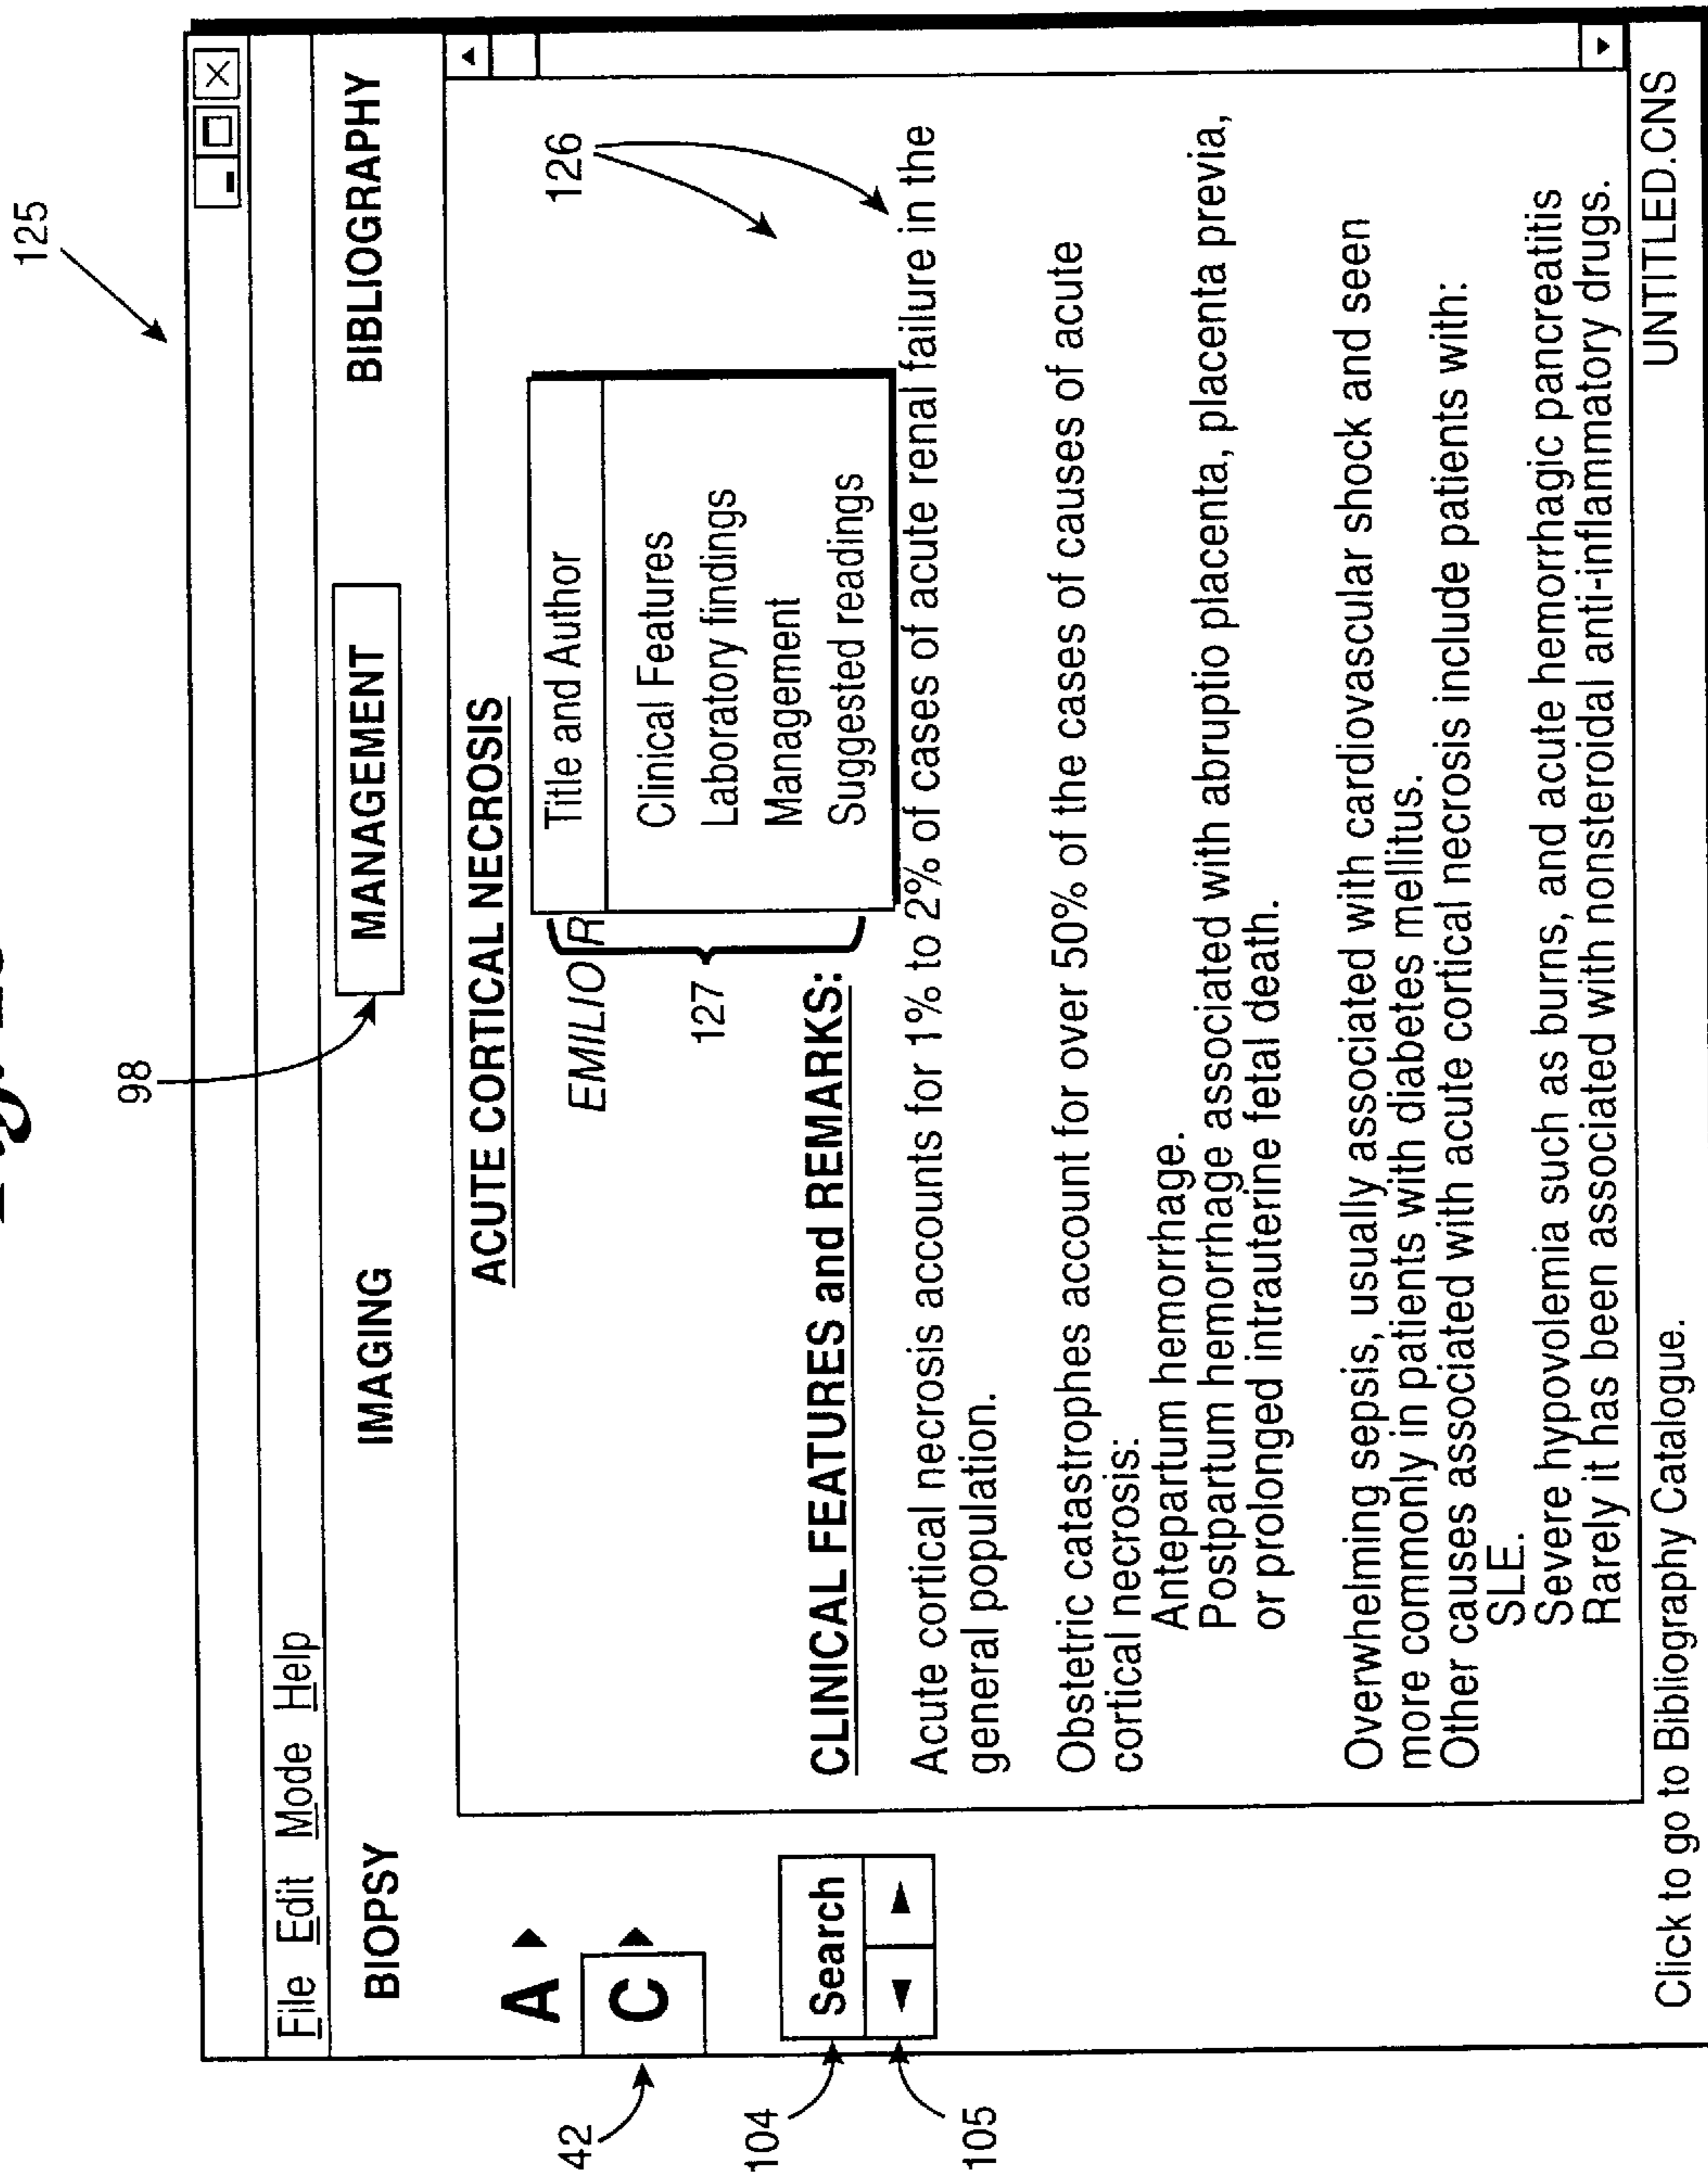 125
98
File Edit Mode Help
BIOPSY IMAGING MANAGEMENT BIBLIOGRAPHY
A
C
42
Search
104
105
ACUTE CORTICAL NECROSIS
EMILIO R
127
Title and Author
Clinical Features
Laboratory findings
Management
Suggested readings
126
CLINICAL FEATURES and REMARKS:
Acute cortical necrosis accounts for 1% to 2% of cases of acute renal failure in the
general population.
Obstetric catastrophes account for over 50% of the cases of causes of acute
cortical necrosis:
Antepartum hemorrhage.
Postpartum hemorrhage associated with abruptio placenta, placenta previa,
or prolonged intrauterine fetal death.
Overwhelming sepsis, usually associated with cardiovascular shock and seen
more commonly in patients with diabetes mellitus.
Other causes associated with acute cortical necrosis include patients with:
SLE.
Severe hypovolemia such as burns, and acute hemorrhagic pancreatitis
Rarely it has been associated with nonsteroidal anti-inflammatory drugs.
Click to go to Bibliography Catalogue. UNTITLED.CNS